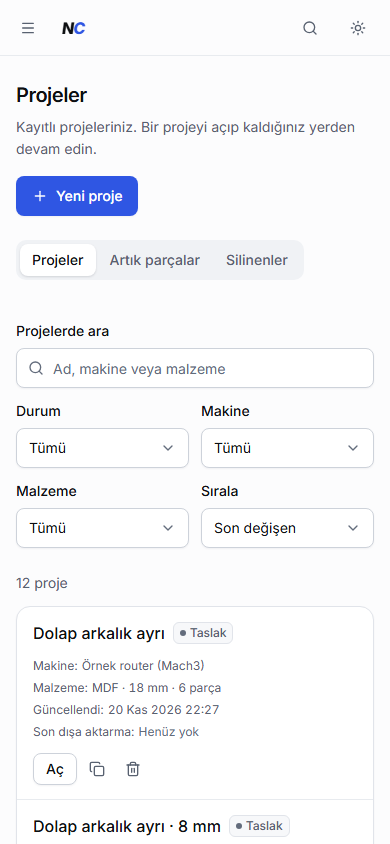 NC
Projeler
Kayıtlı projeleriniz. Bir projeyi açıp kaldığınız yerden
devam edin.
Yeni proje
Projeler Artık parçalar Silinenler
Projelerde ara
Ad, makine veya malzeme
Durum Makine
Tümü Tümü
Malzeme Sırala
Tümü Son değişen
12 proje
Dolap arkalık ayrı Taslak
Makine: Örnek router (Mach3)
Malzeme: MDF · 18 mm · 6 parça
Güncellendi: 20 Kas 2026 22:27
Son dışa aktarma: Henüz yok
Aç
Dolap arkalık ayrı · 8 mm Taslak